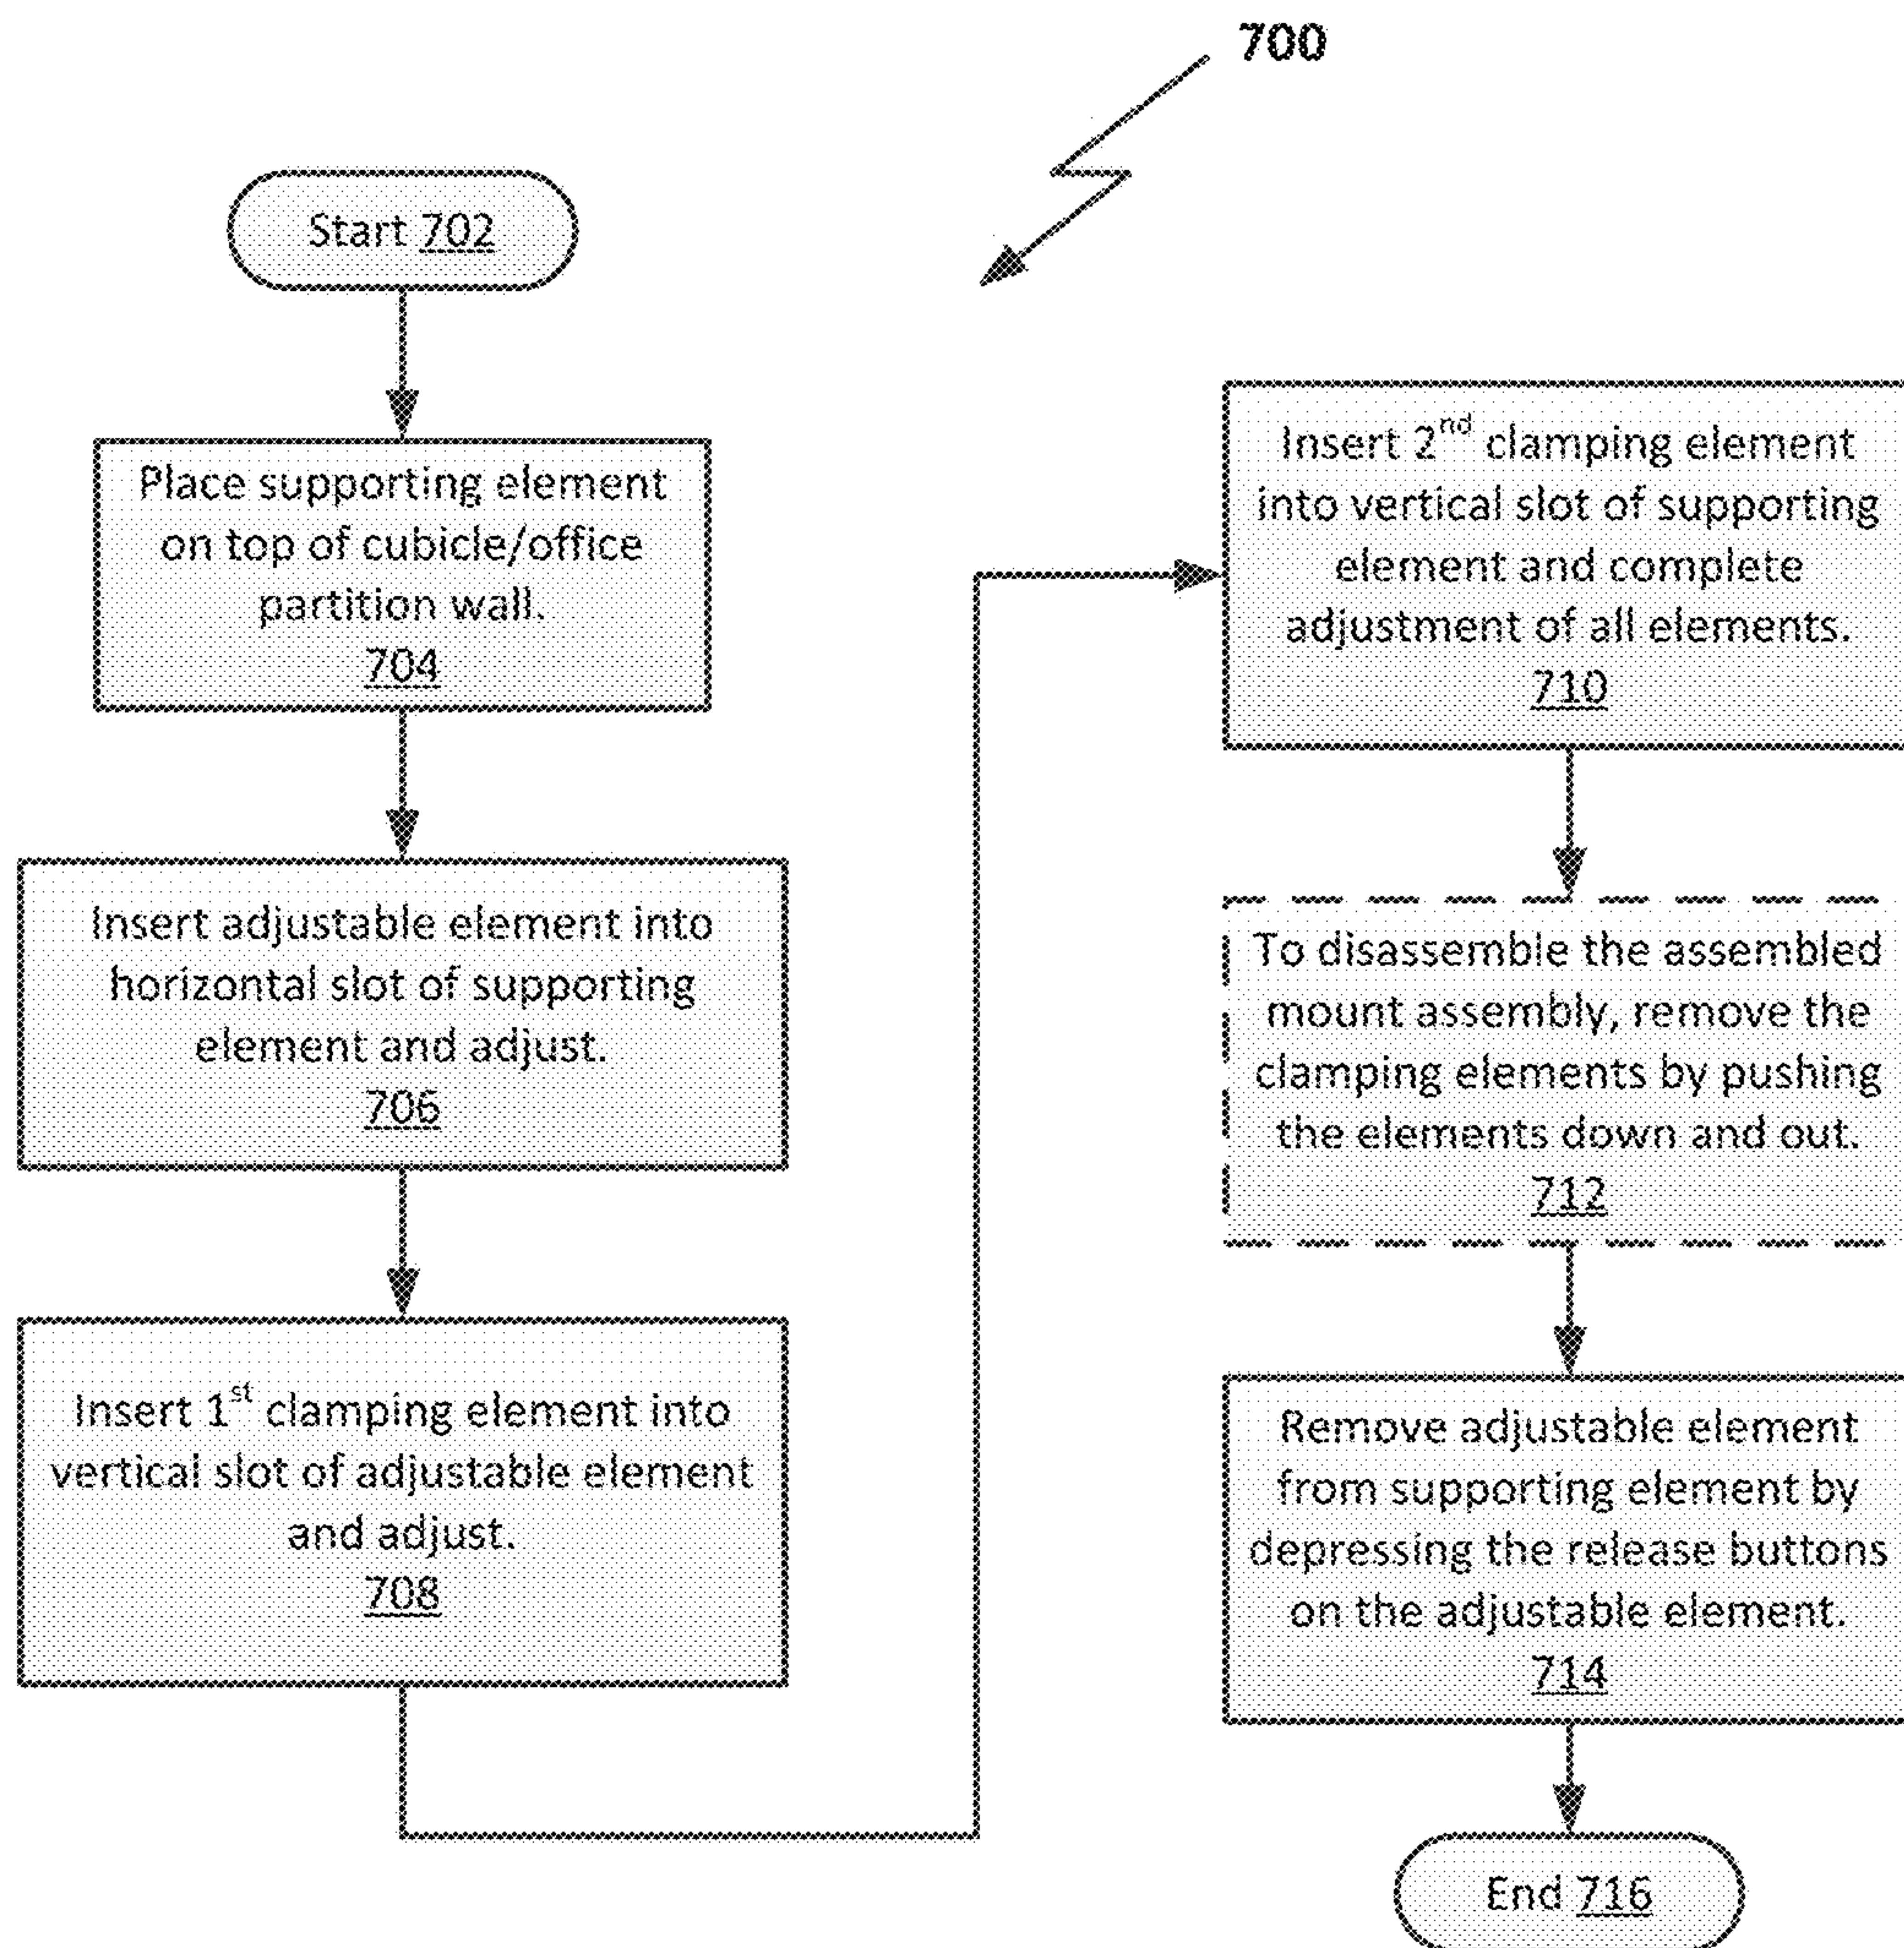 700
Start 702
Place supporting element
on top of cubicle/office
partition wall.
704
Insert adjustable element into
horizontal slot of supporting
element and adjust.
706
Insert 1st clamping element into
vertical slot of adjustable element
and adjust.
708
Insert 2nd clamping element
into vertical slot of supporting
element and complete
adjustment of all elements.
710
To disassemble the assembled
mount assembly, remove the
clamping elements by pushing
the elements down and out.
712
Remove adjustable element
from supporting element by
depressing the release buttons
on the adjustable element.
714
End 716